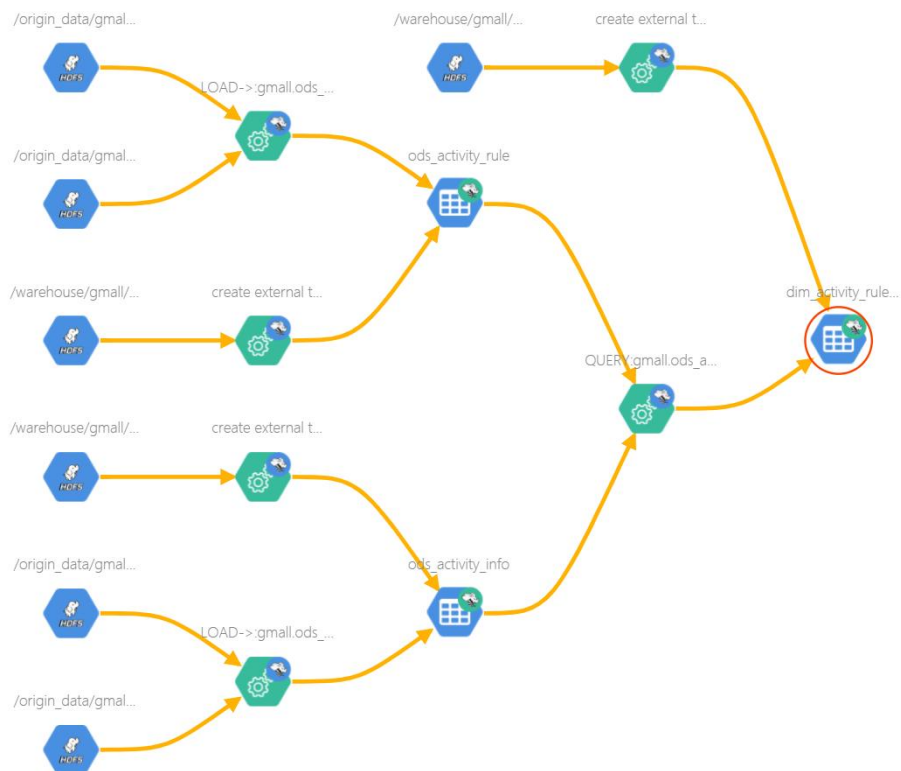 /origin_data/gmal...
/warehouse/gmall/...
create external t...
HDFS
HDFS
LOAD->:gmall.ods_...
/origin_data/gmal...
ods_activity_rule
HDFS
/warehouse/gmall/...
create external t...
dim_activity_rule...
HDFS
QUERY:gmall.ods_a...
/warehouse/gmall/...
create external t...
HDFS
/origin_data/gmal...
ods_activity_info
HDFS
LOAD->:gmall.ods_...
/origin_data/gmal...
HDFS